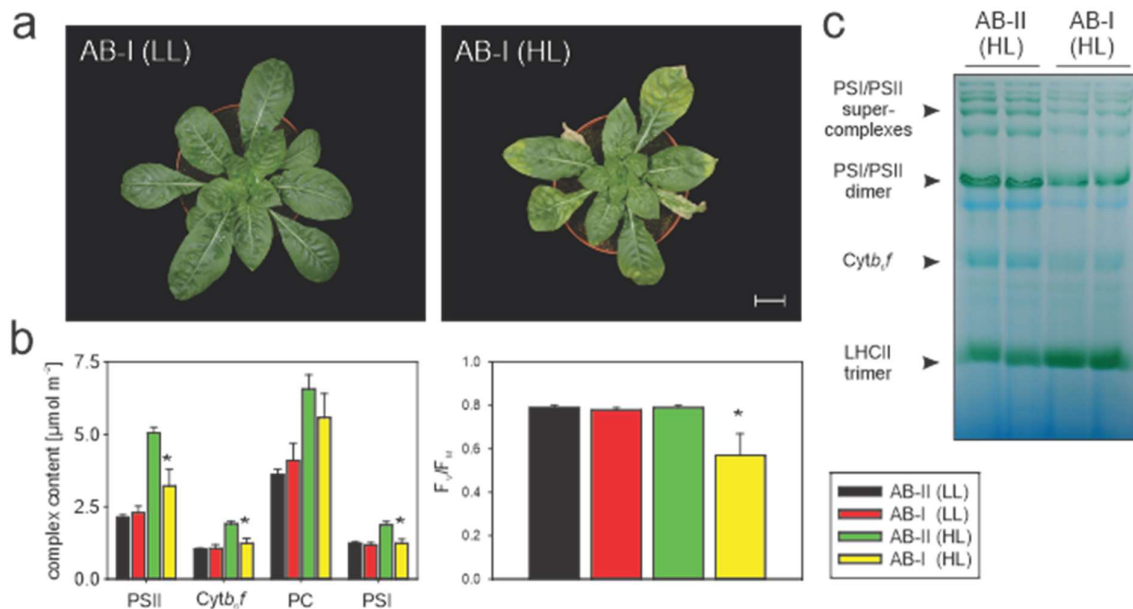 a
AB-I (LL)
AB-I (HL)
b
7.5
5.0
2.5
0.0
complex content [µmol m⁻²]
*
*
*
PSII
Cytb₆f
PC
PSI
1.0
0.8
0.6
0.4
0.2
0.0
Fᵥ/Fₘ
*
c
AB-II
(HL)
AB-I
(HL)
PSI/PSII
super-
complexes
PSI/PSII
dimer
Cytb₆f
LHCII
trimer
AB-II (LL)
AB-I (LL)
AB-II (HL)
AB-I (HL)